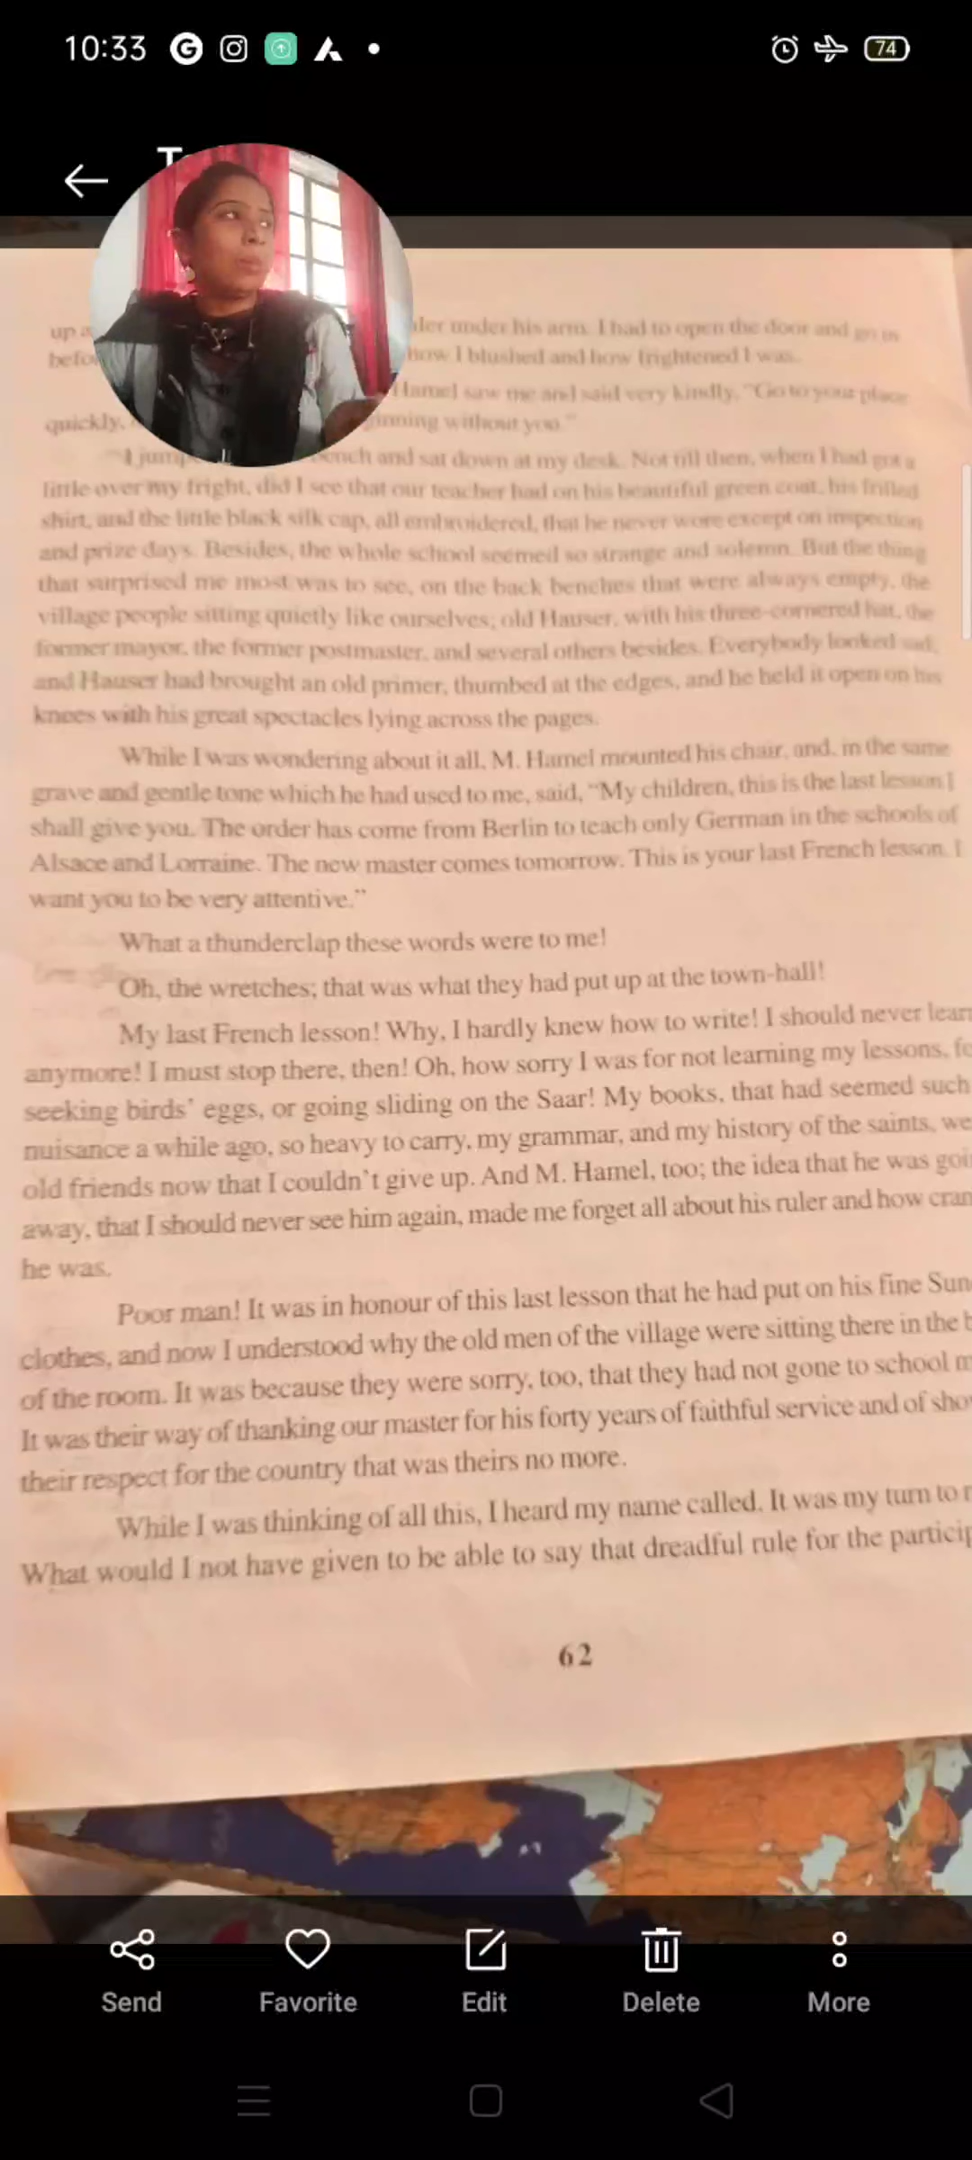 10:33
74
up a ler under his arm. I had to open the door and go in
befo how I blushed and how frightened I was.
Hamel saw me and said very kindly, "Go to your place
quickly, ginning without you."
I jump bench and sat down at my desk. Not till then, when I had got a
little over my fright, did I see that our teacher had on his beautiful green coat, his frilled
shirt, and the little black silk cap, all embroidered, that he never wore except on inspection
and prize days. Besides, the whole school seemed so strange and solemn. But the thing
that surprised me most was to see, on the back benches that were always empty, the
village people sitting quietly like ourselves; old Hauser, with his three-cornered hat, the
former mayor, the former postmaster, and several others besides. Everybody looked sad;
and Hauser had brought an old primer, thumbed at the edges, and he held it open on his
knees with his great spectacles lying across the pages.
While I was wondering about it all, M. Hamel mounted his chair, and, in the same
grave and gentle tone which he had used to me, said, "My children, this is the last lesson I
shall give you. The order has come from Berlin to teach only German in the schools of
Alsace and Lorraine. The new master comes tomorrow. This is your last French lesson. I
want you to be very attentive."
What a thunderclap these words were to me!
Oh, the wretches; that was what they had put up at the town-hall!
My last French lesson! Why, I hardly knew how to write! I should never lear
anymore! I must stop there, then! Oh, how sorry I was for not learning my lessons, fo
seeking birds' eggs, or going sliding on the Saar! My books, that had seemed such
nuisance a while ago, so heavy to carry, my grammar, and my history of the saints, we
old friends now that I couldn't give up. And M. Hamel, too; the idea that he was goi
away, that I should never see him again, made me forget all about his ruler and how cran
he was.
Poor man! It was in honour of this last lesson that he had put on his fine Sun
clothes, and now I understood why the old men of the village were sitting there in the b
of the room. It was because they were sorry, too, that they had not gone to school m
It was their way of thanking our master for his forty years of faithful service and of sho
their respect for the country that was theirs no more.
While I was thinking of all this, I heard my name called. It was my turn to r
What would I not have given to be able to say that dreadful rule for the particip
62
Send Favorite Edit Delete More